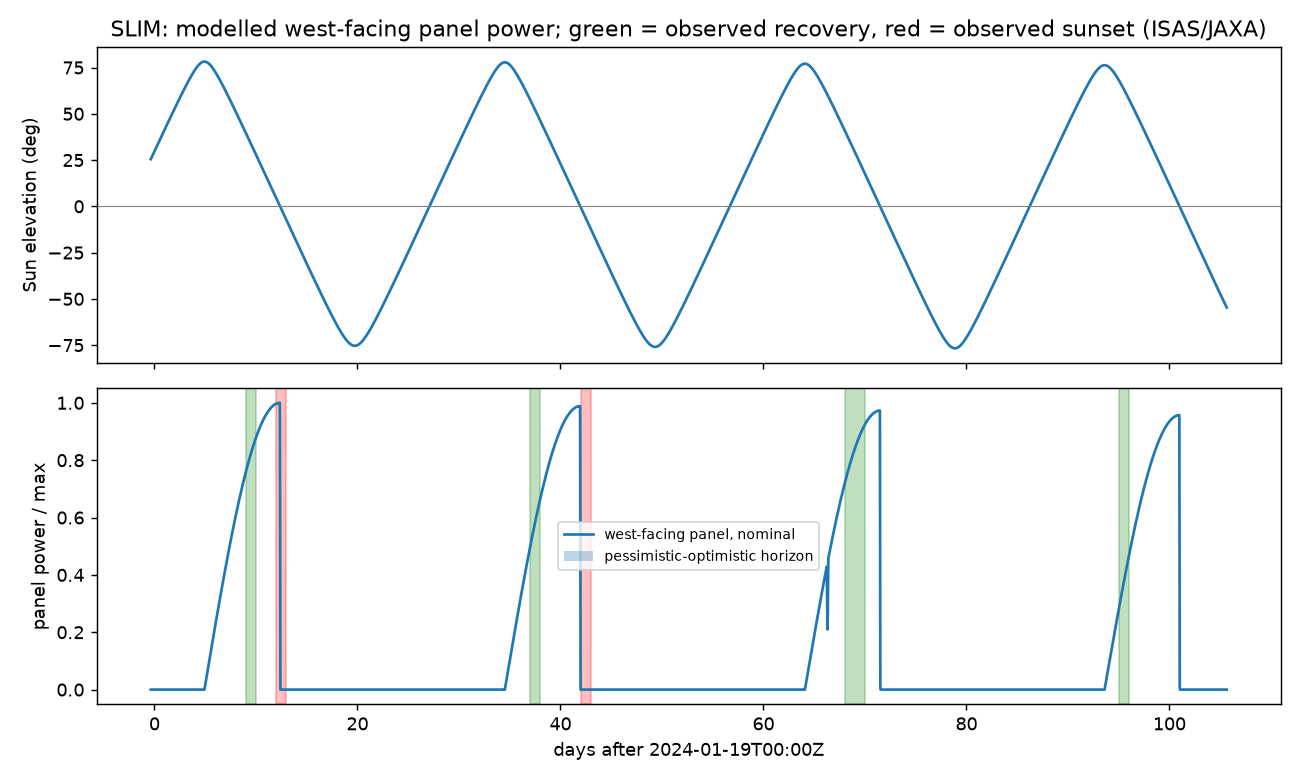 SLIM: modelled west-facing panel power; green = observed recovery, red = observed sunset (ISAS/JAXA)
Sun elevation (deg)
75
50
25
0
−25
−50
−75
panel power / max
1.0
0.8
0.6
0.4
0.2
0.0
west-facing panel, nominal
pessimistic-optimistic horizon
0 20 40 60 80 100
days after 2024-01-19T00:00Z